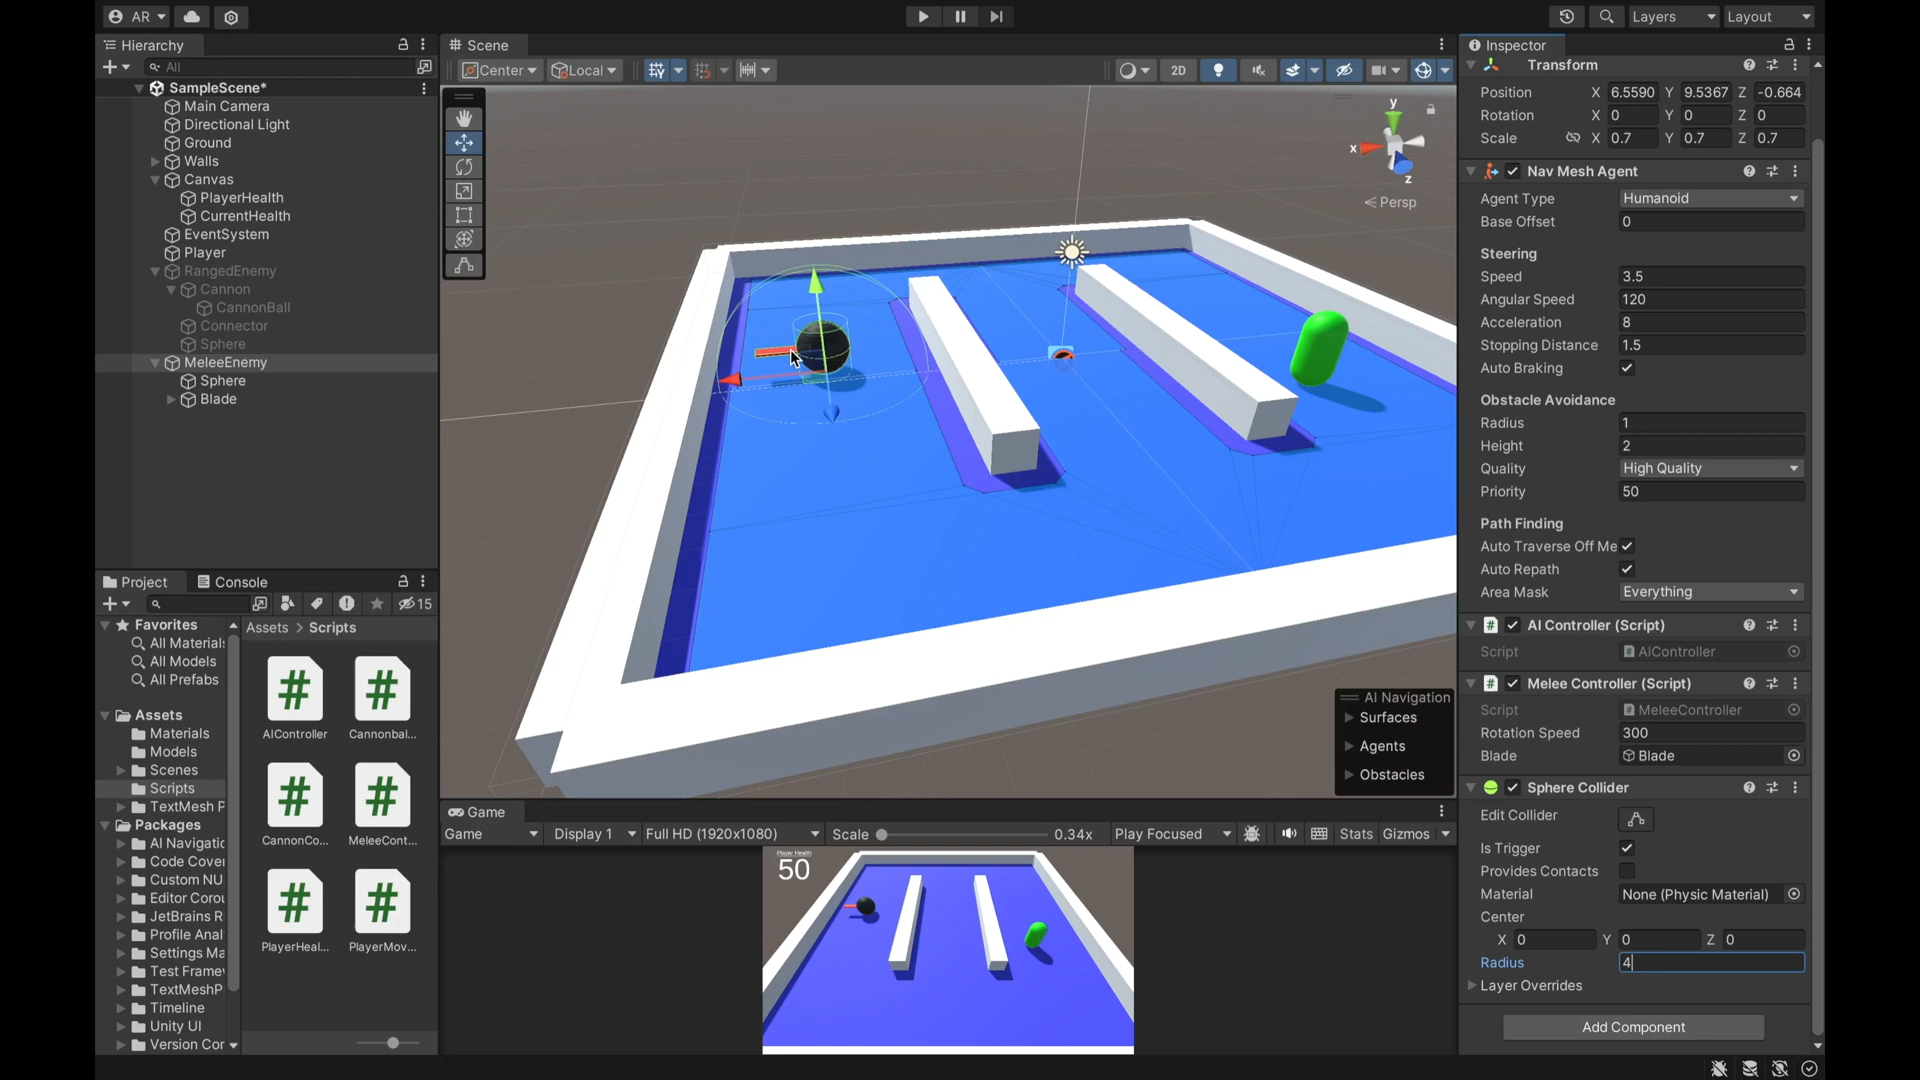 AR
Layers
Layout
Hierarchy
All
SampleScene*
Main Camera
Directional Light
Ground
Walls
Canvas
PlayerHealth
CurrentHealth
EventSystem
Player
RangedEnemy
Cannon
CannonBall
Connector
Sphere
MeleeEnemy
Sphere
Blade
Scene
Center
Local
2D
y
x
z
Persp
AI Navigation
Surfaces
Agents
Obstacles
Project
Console
15
Favorites
All Materials
All Models
All Prefabs
Assets
Materials
Models
Scenes
Scripts
TextMesh P
Packages
AI Navigatic
Code Cover
Custom NU
Editor Corou
JetBrains R
Profile Anal
Settings Ma
Test Framev
TextMeshP
Timeline
Unity UI
Version Cor
Assets > Scripts
AIController
Cannonbal...
CannonCo...
MeleeCont...
PlayerHeal...
PlayerMov...
Game
Game
Display 1
Full HD (1920x1080)
Scale
0.34x
Play Focused
Stats
Gizmos
Player Health
50
Inspector
Transform
Position X 6.5590 Y 9.5367 Z -0.664
Rotation X 0 Y 0 Z 0
Scale X 0.7 Y 0.7 Z 0.7
Nav Mesh Agent
Agent Type Humanoid
Base Offset 0
Steering
Speed 3.5
Angular Speed 120
Acceleration 8
Stopping Distance 1.5
Auto Braking
Obstacle Avoidance
Radius 1
Height 2
Quality High Quality
Priority 50
Path Finding
Auto Traverse Off Me
Auto Repath
Area Mask Everything
AI Controller (Script)
Script AIController
Melee Controller (Script)
Script MeleeController
Rotation Speed 300
Blade Blade
Sphere Collider
Edit Collider
Is Trigger
Provides Contacts
Material None (Physic Material)
Center
X 0 Y 0 Z 0
Radius 4
Layer Overrides
Add Component